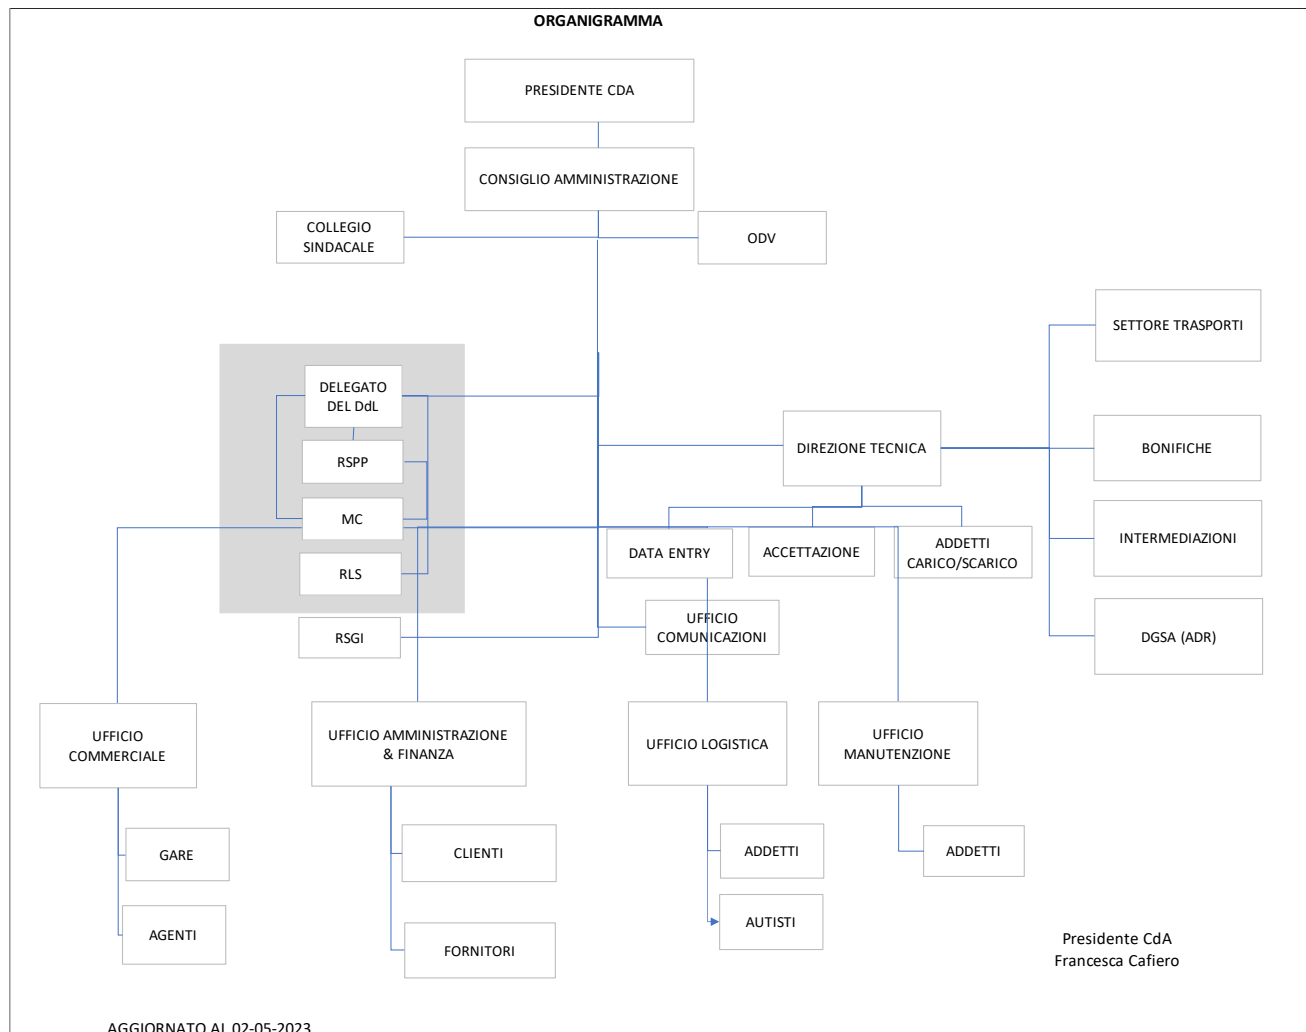 ORGANIGRAMMA
PRESIDENTE CDA
CONSIGLIO AMMINISTRAZIONE
COLLEGIO
SINDACALE
ODV
SETTORE TRASPORTI
DELEGATO
DEL DdL
DIREZIONE TECNICA
BONIFICHE
RSPP
MC
INTERMEDIAZIONI
DATA ENTRY
ACCETTAZIONE
ADDETTI
CARICO/SCARICO
RLS
UFFICIO
COMUNICAZIONI
RSGI
DGSA (ADR)
UFFICIO
COMMERCIALE
UFFICIO AMMINISTRAZIONE
& FINANZA
UFFICIO LOGISTICA
UFFICIO
MANUTENZIONE
GARE
CLIENTI
ADDETTI
ADDETTI
AGENTI
FORNITORI
AUTISTI
Presidente CdA
Francesca Cafiero
AGGIORNATO AL 02-05-2023